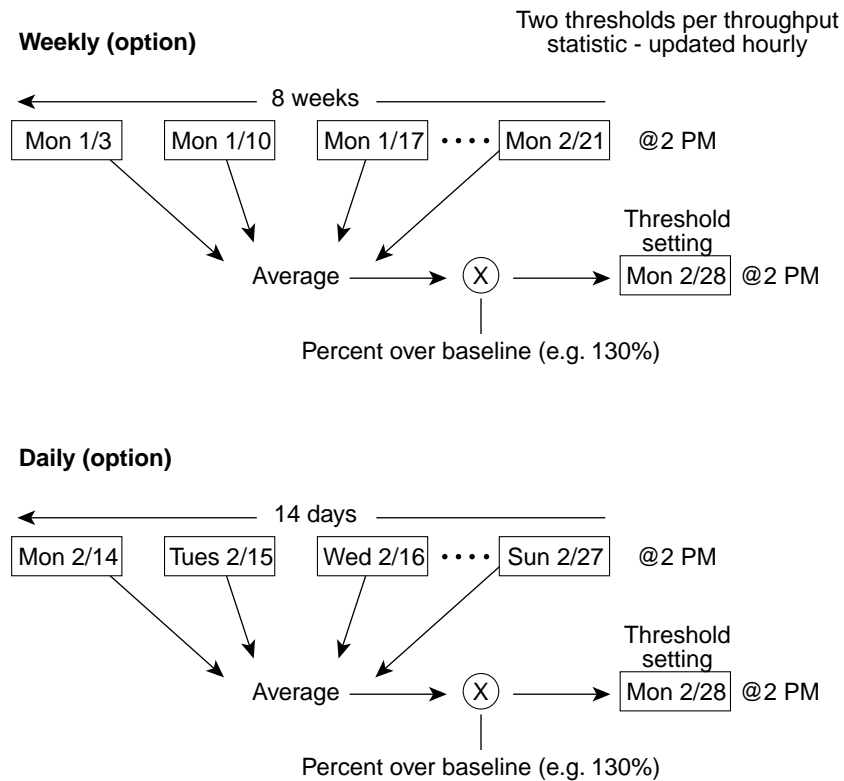 Two thresholds per throughput
statistic - updated hourly
Weekly (option)
8 weeks
Mon 1/3
Mon 1/10
Mon 1/17
• • • •
Mon 2/21
@2 PM
Threshold
setting
Average
X
Mon 2/28
@2 PM
Percent over baseline (e.g. 130%)
Daily (option)
14 days
Mon 2/14
Tues 2/15
Wed 2/16
• • • •
Sun 2/27
@2 PM
Threshold
setting
Average
X
Mon 2/28
@2 PM
Percent over baseline (e.g. 130%)